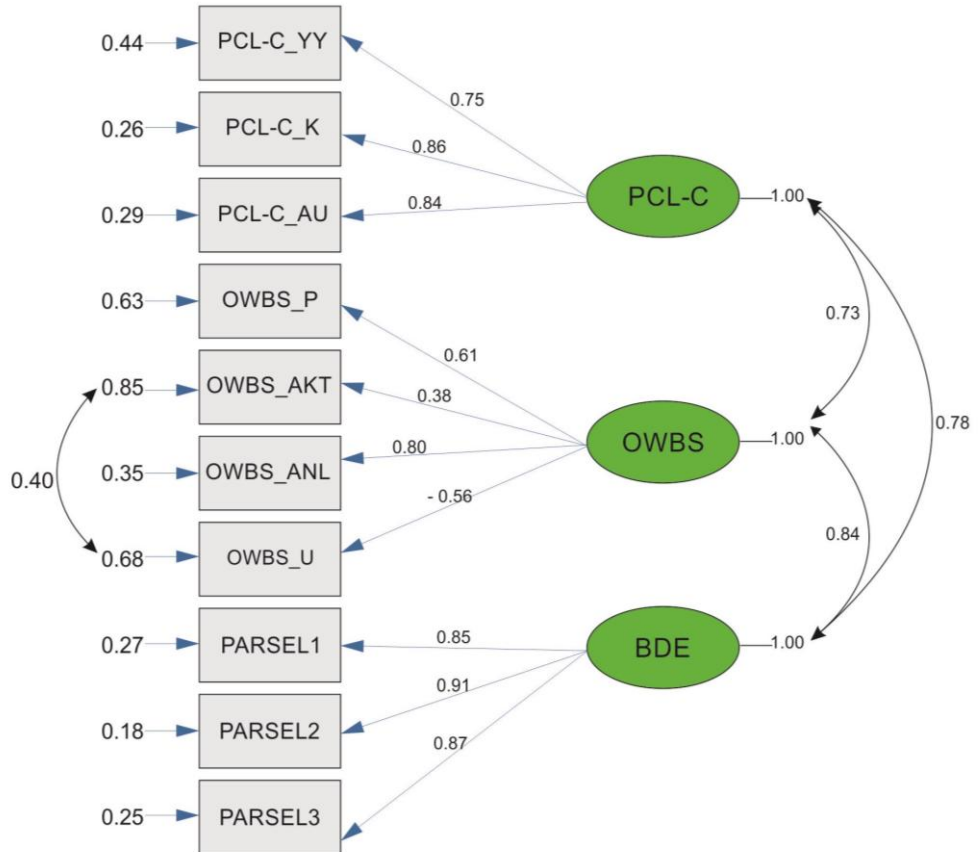 0.44
PCL-C_YY
0.75
0.26
PCL-C_K
0.86
PCL-C
1.00
0.29
PCL-C_AU
0.84
0.63
OWBS_P
0.73
0.61
0.85
OWBS_AKT
0.38
0.78
OWBS
1.00
0.40
0.35
OWBS_ANL
0.80
- 0.56
0.84
0.68
OWBS_U
0.27
PARSEL1
0.85
BDE
1.00
0.91
0.18
PARSEL2
0.87
0.25
PARSEL3